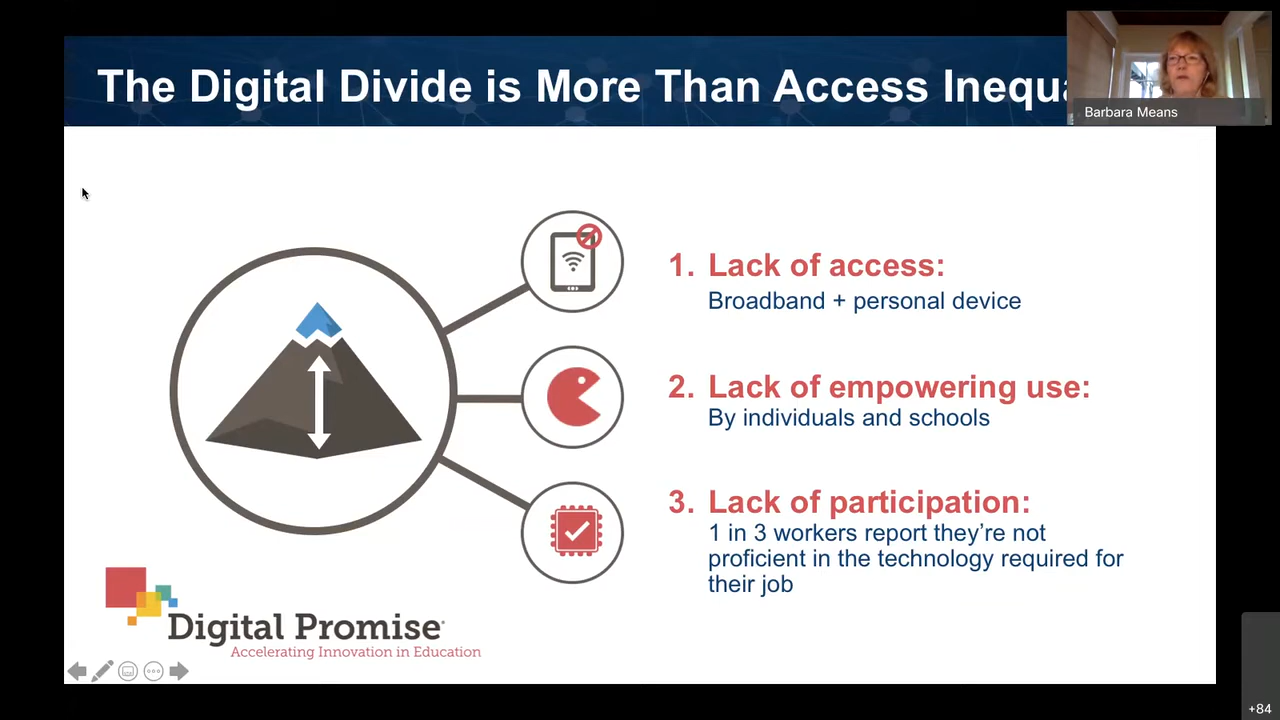 The Digital Divide is More Than Access Inequa
Barbara Means
1. Lack of access:
Broadband + personal device
2. Lack of empowering use:
By individuals and schools
3. Lack of participation:
1 in 3 workers report they’re not
proficient in the technology required for
their job
Digital Promise
Accelerating Innovation in Education
+84